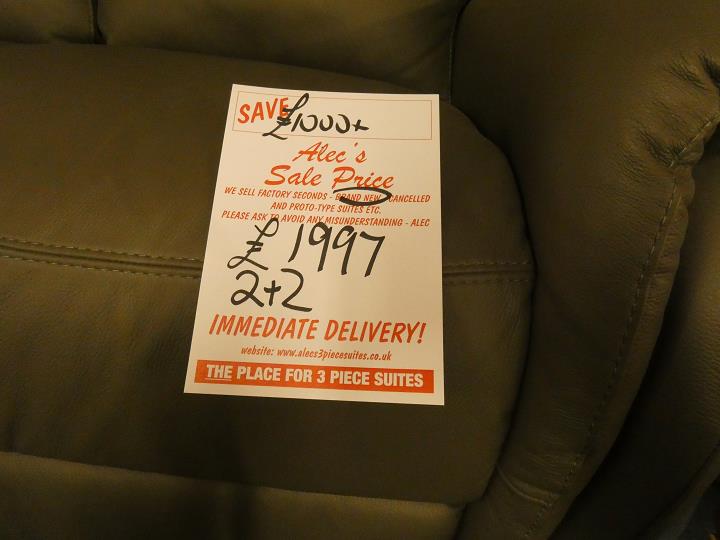 SAVE £1000+
Alec's
Sale Price
WE SELL FACTORY SECONDS - BRAND NEW - CANCELLED
AND PROTO-TYPE SUITES ETC.
PLEASE ASK TO AVOID ANY MISUNDERSTANDING - ALEC
£1997
2+2
IMMEDIATE DELIVERY!
website: www.alecs3piecesuites.co.uk
THE PLACE FOR 3 PIECE SUITES